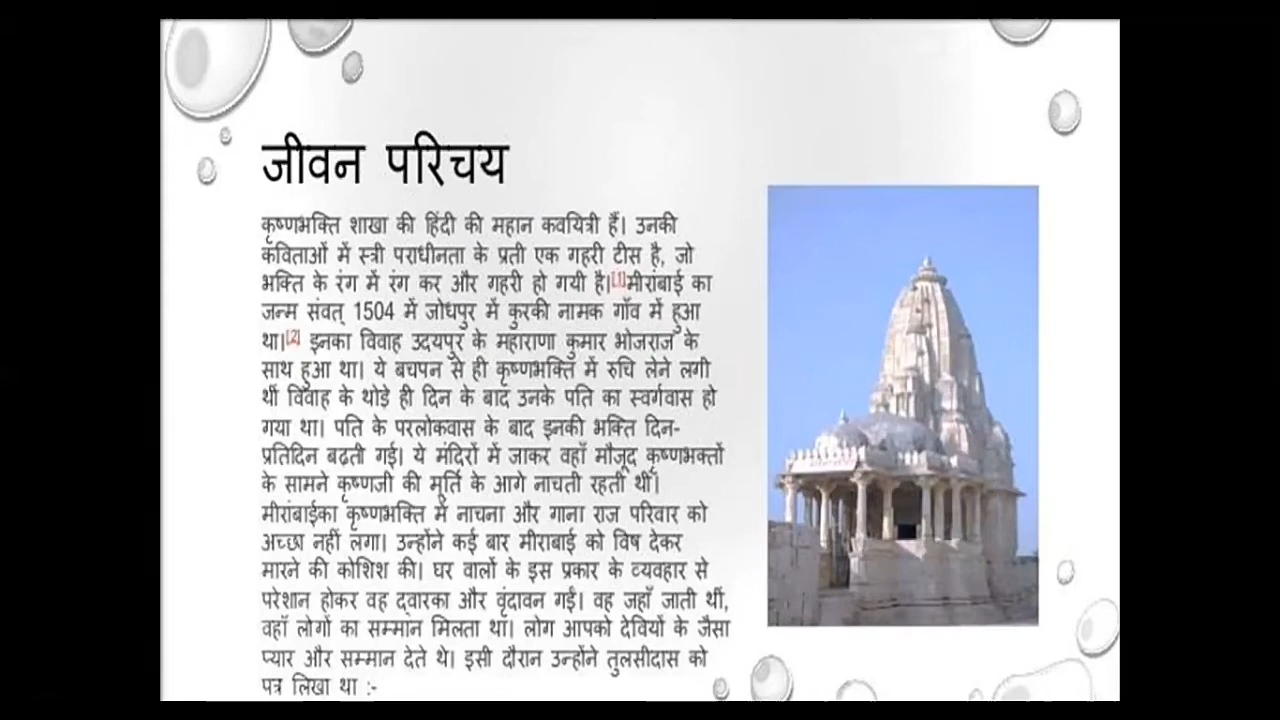 जीवन परिचय
कृष्णभक्ति शाखा की हिंदी की महान कवयित्री हैं। उनकी
कविताओं में स्त्री पराधीनता के प्रती एक गहरी टीस है, जो
भक्ति के रंग में रंग कर और गहरी हो गयी है।[1]मीरांबाई का
जन्म संवत् 1504 में जोधपुर में कुरकी नामक गाँव में हुआ
था।[2] इनका विवाह उदयपुर के महाराणा कुमार भोजराज के
साथ हुआ था। ये बचपन से ही कृष्णभक्ति में रुचि लेने लगी
थीं विवाह के थोड़े ही दिन के बाद उनके पति का स्वर्गवास हो
गया था। पति के परलोकवास के बाद इनकी भक्ति दिन-
प्रतिदिन बढ़ती गई। ये मंदिरों में जाकर वहाँ मौजूद कृष्णभक्तों
के सामने कृष्णजी की मूर्ति के आगे नाचती रहती थीं।
मीरांबाईका कृष्णभक्ति में नाचना और गाना राज परिवार को
अच्छा नहीं लगा। उन्होंने कई बार मीराबाई को विष देकर
मारने की कोशिश की। घर वालों के इस प्रकार के व्यवहार से
परेशान होकर वह द्वारका और वृंदावन गईं। वह जहाँ जाती थीं,
वहाँ लोगों का सम्मान मिलता था। लोग आपको देवियों के जैसा
प्यार और सम्मान देते थे। इसी दौरान उन्होंने तुलसीदास को
पत्र लिखा था :-